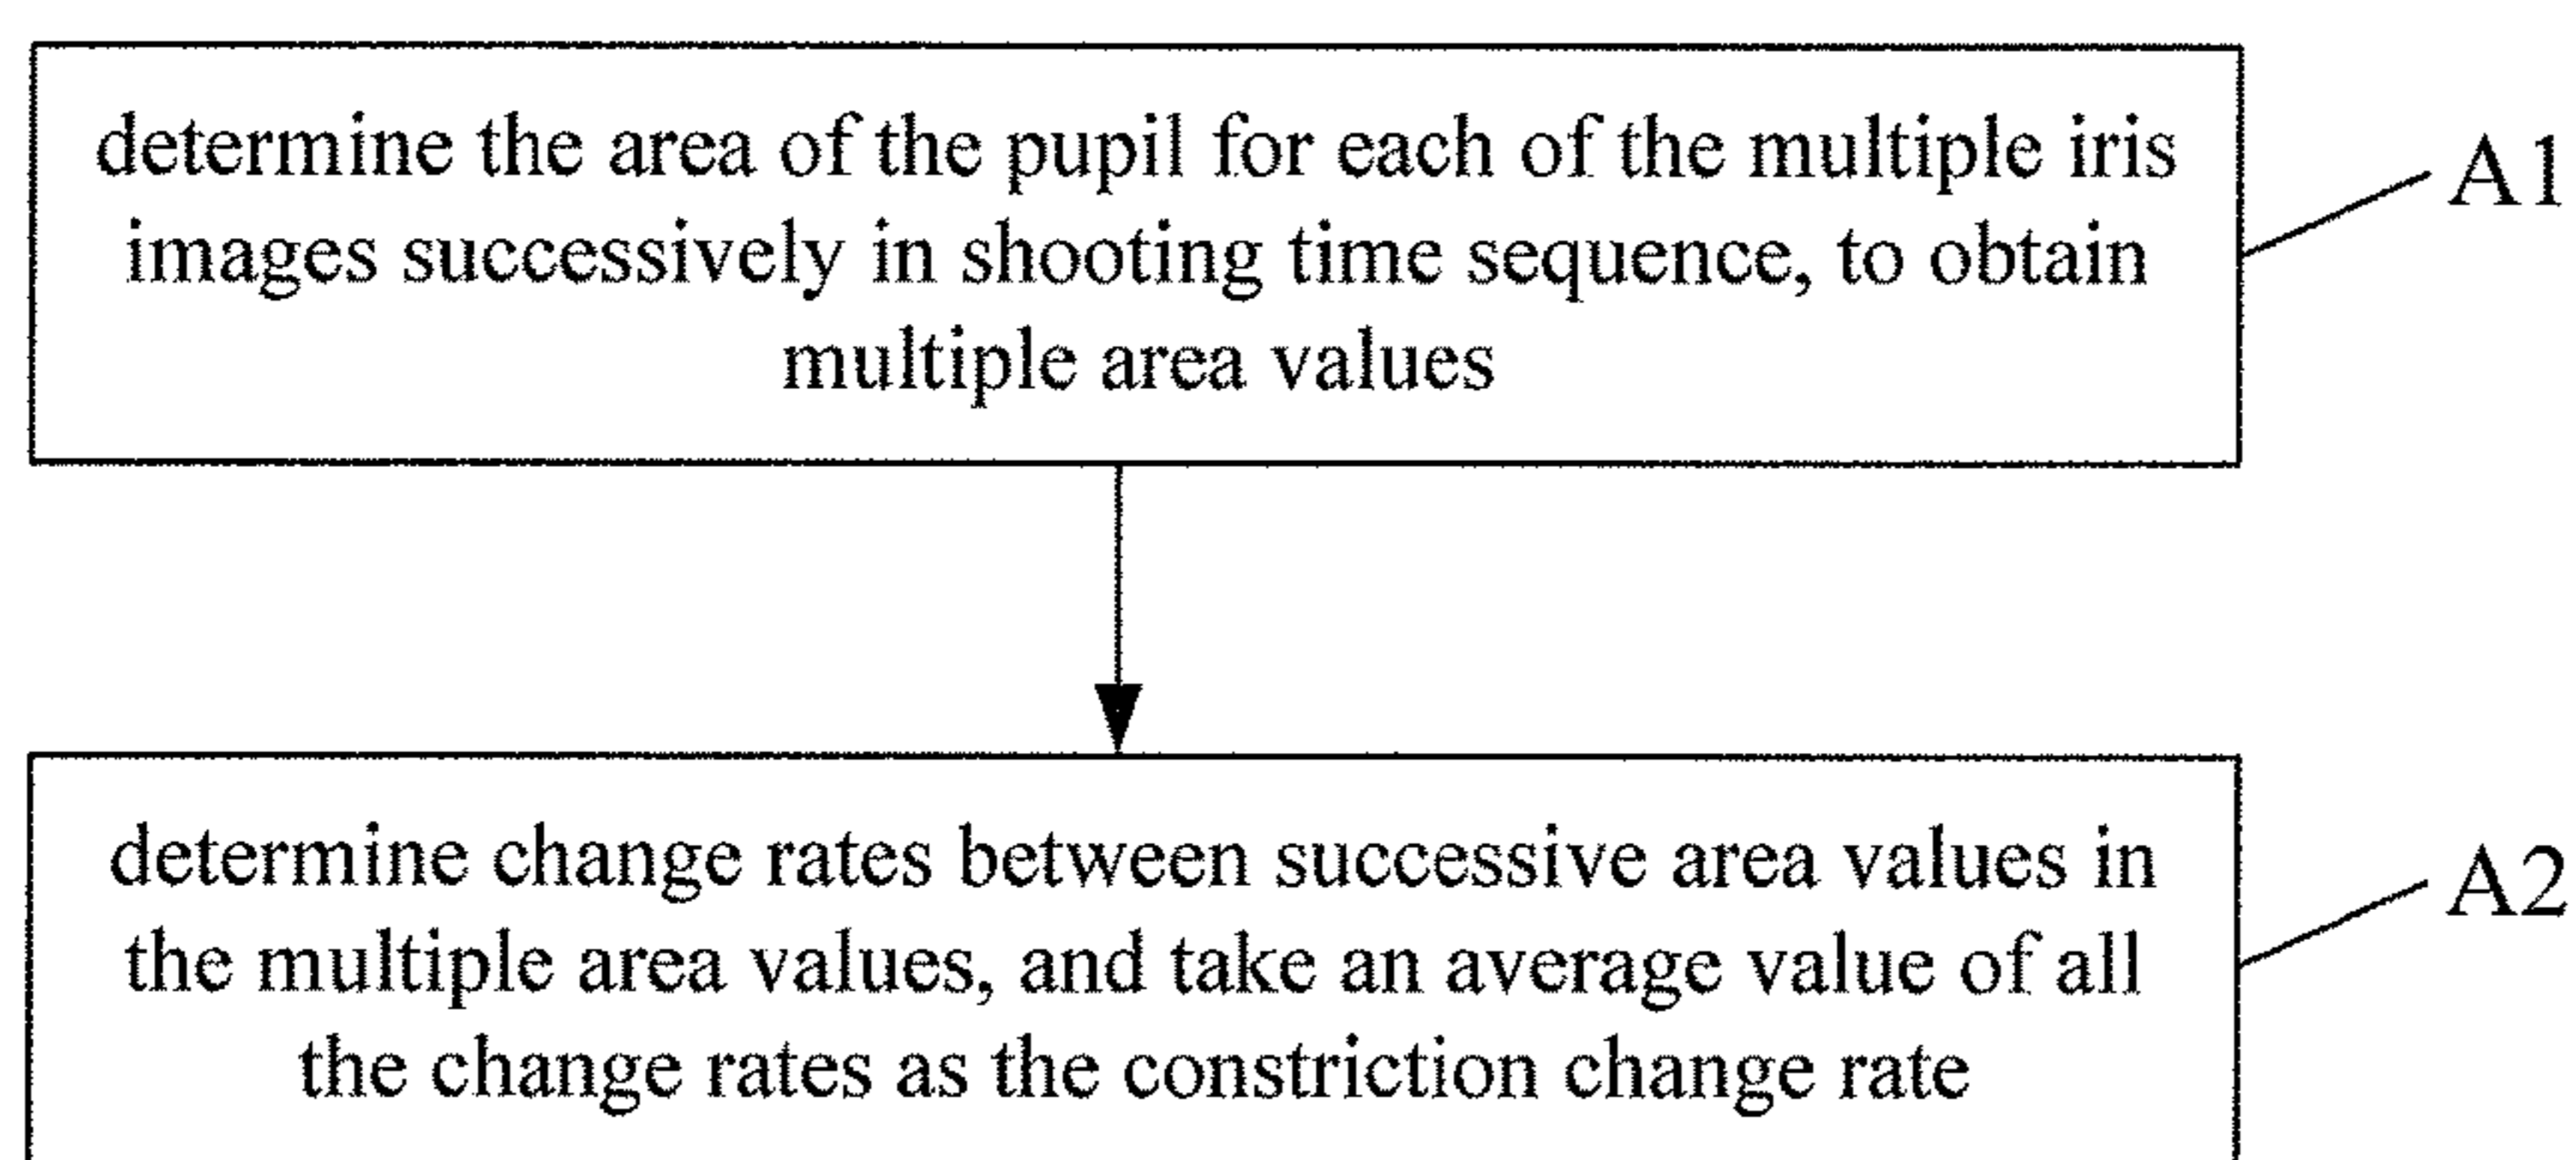 determine the area of the pupil for each of the multiple iris
images successively in shooting time sequence, to obtain
multiple area values
A1
determine change rates between successive area values in
the multiple area values, and take an average value of all
the change rates as the constriction change rate
A2